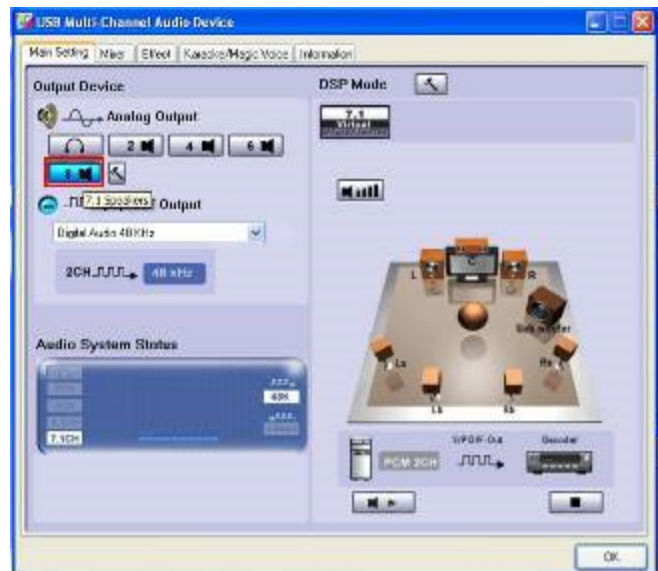 USB Multi-Channel Audio Device
Main Setting Mixer Effect Karaoke/Magic Voice Information
Output Device
Analog Output
2 4 6
8
7.1 Speakers
Output
Digital Audio 48 KHz
2CH 48 kHz
Audio System Status
48K
7.1CH
DSP Mode
7.1
Virtual
C
L R
Subwoofer
Ls Rs
Lb Rb
S/PDIF-Out Decoder
PCM 2CH
OK